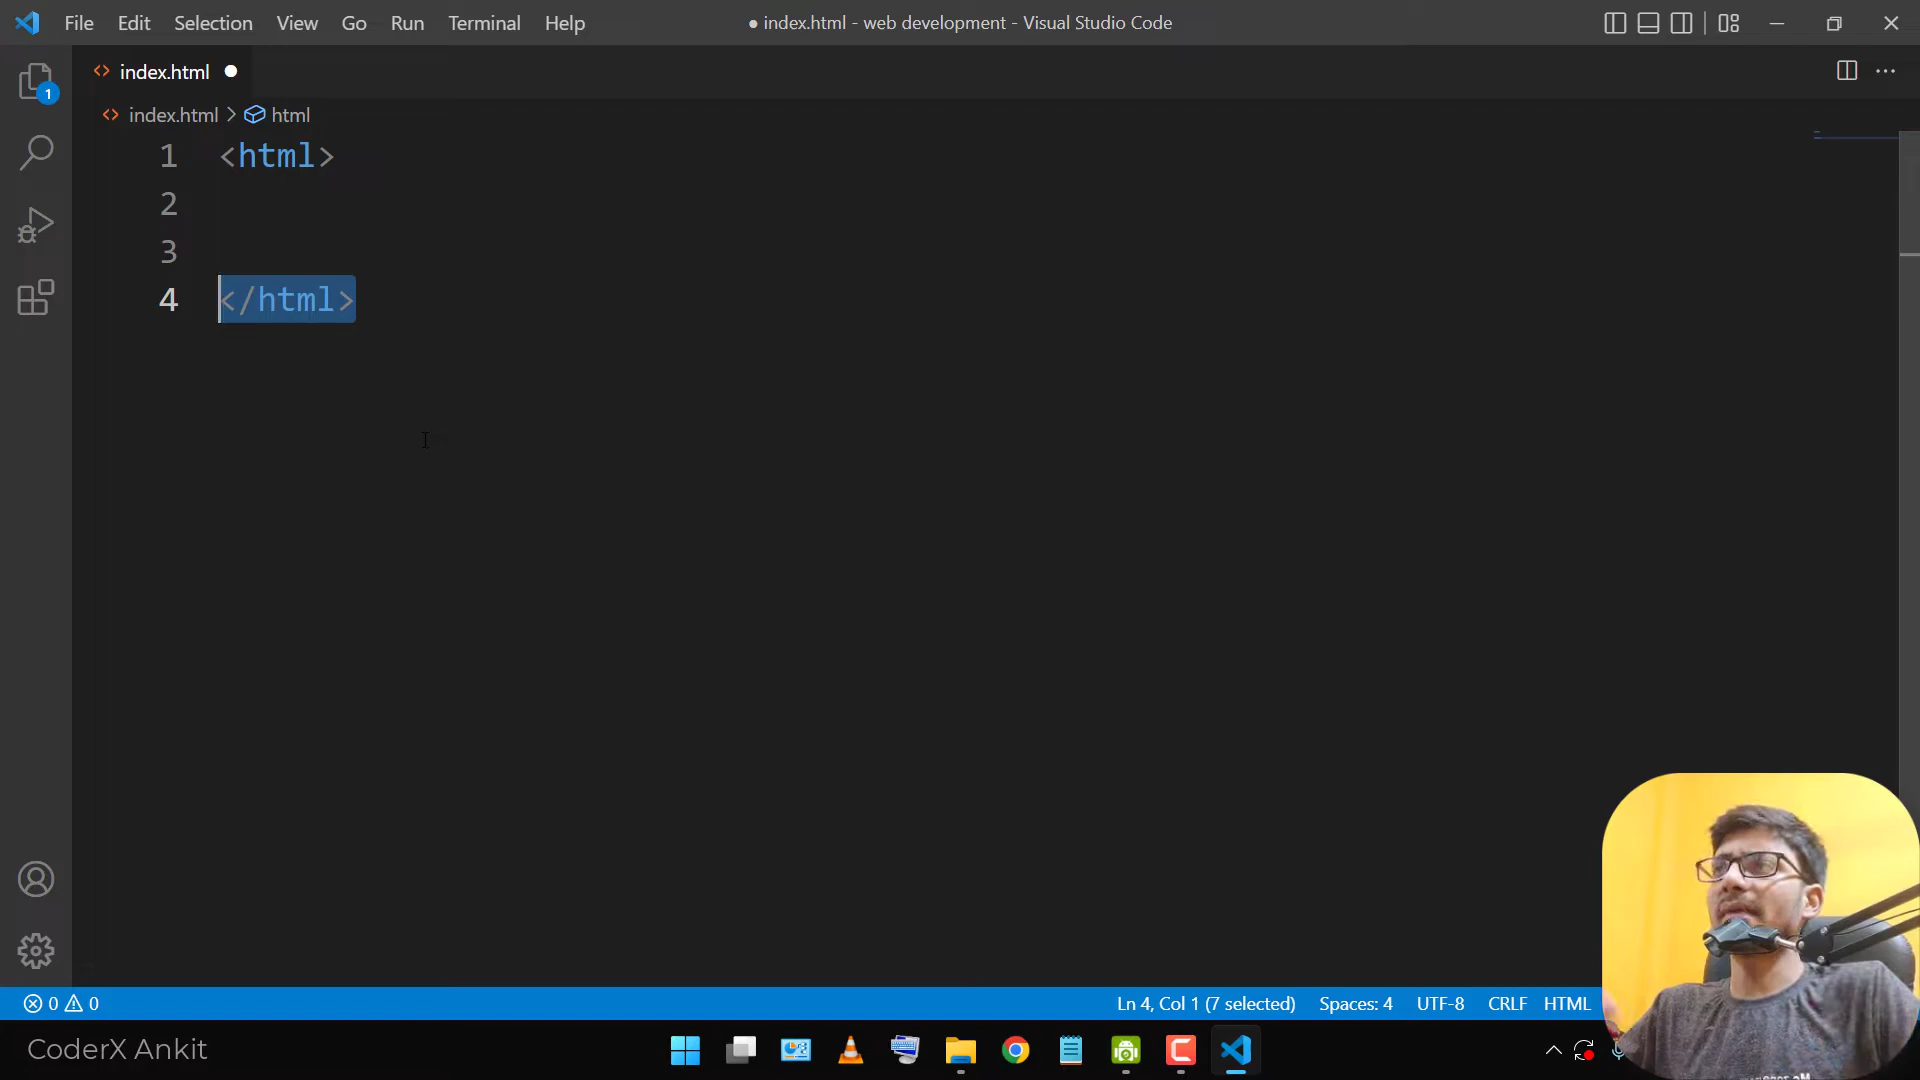 File Edit Selection View Go Run Terminal Help
● index.html - web development - Visual Studio Code
index.html ●
index.html > html
1 <html>
2
3
4 </html>
1
0 0
Ln 4, Col 1 (7 selected) Spaces: 4 UTF-8 CRLF HTML
CoderX Ankit